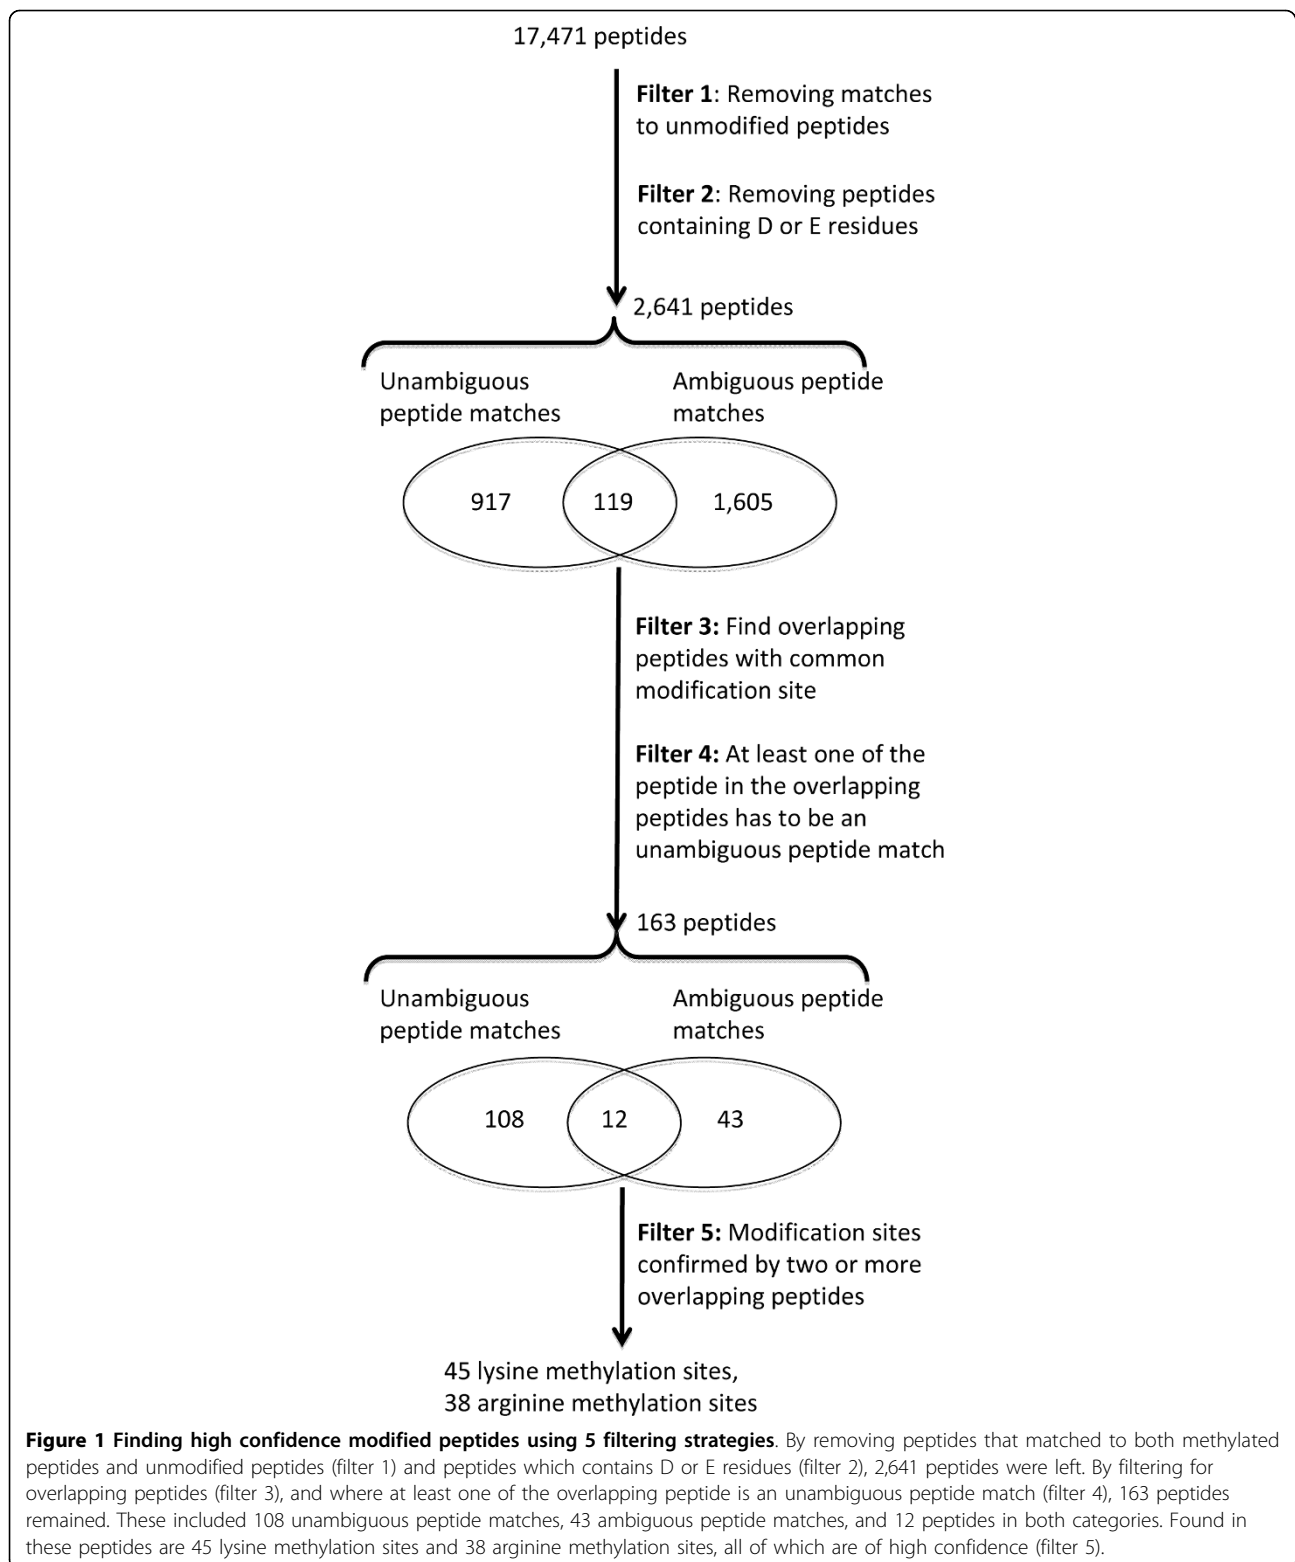 17,471 peptides
Filter 1: Removing matches
to unmodified peptides
Filter 2: Removing peptides
containing D or E residues
2,641 peptides
Unambiguous
peptide matches
Ambiguous peptide
matches
917
119
1,605
Filter 3: Find overlapping
peptides with common
modification site
Filter 4: At least one of the
peptide in the overlapping
peptides has to be an
unambiguous peptide match
163 peptides
Unambiguous
peptide matches
Ambiguous peptide
matches
108
12
43
Filter 5: Modification sites
confirmed by two or more
overlapping peptides
45 lysine methylation sites,
38 arginine methylation sites
Figure 1 Finding high confidence modified peptides using 5 filtering strategies. By removing peptides that matched to both methylated
peptides and unmodified peptides (filter 1) and peptides which contains D or E residues (filter 2), 2,641 peptides were left. By filtering for
overlapping peptides (filter 3), and where at least one of the overlapping peptide is an unambiguous peptide match (filter 4), 163 peptides
remained. These included 108 unambiguous peptide matches, 43 ambiguous peptide matches, and 12 peptides in both categories. Found in
these peptides are 45 lysine methylation sites and 38 arginine methylation sites, all of which are of high confidence (filter 5).